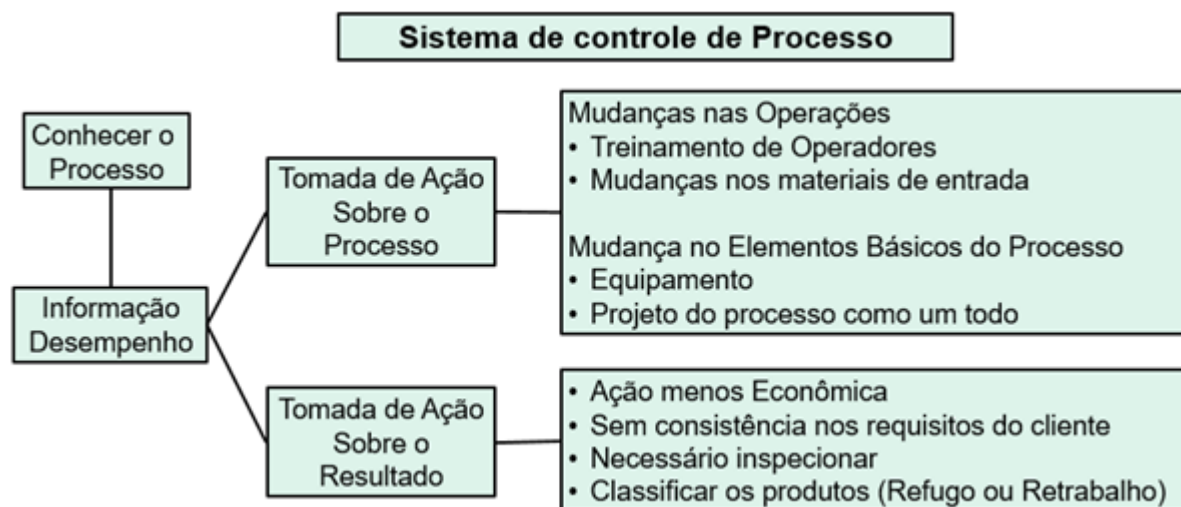 Sistema de controle de Processo
Conhecer o
Processo
Informação
Desempenho
Tomada de Ação
Sobre o
Processo
Mudanças nas Operações
• Treinamento de Operadores
• Mudanças nos materiais de entrada
Mudança no Elementos Básicos do Processo
• Equipamento
• Projeto do processo como um todo
Tomada de Ação
Sobre o
Resultado
• Ação menos Econômica
• Sem consistência nos requisitos do cliente
• Necessário inspecionar
• Classificar os produtos (Refugo ou Retrabalho)